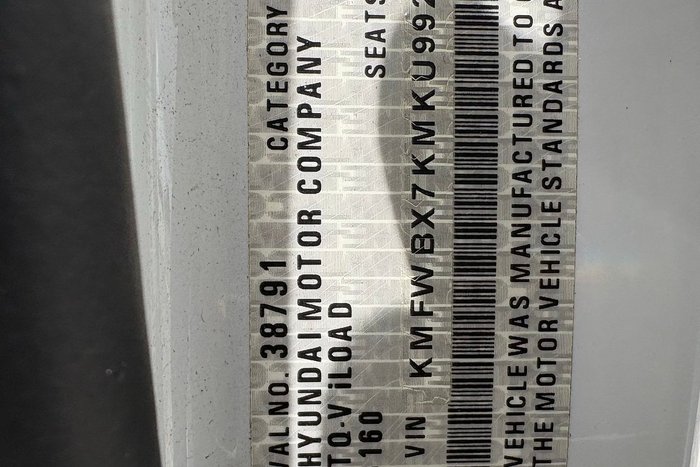 VAL NO. 38791 CATEGORY
HYUNDAI MOTOR COMPANY
TQ-V iLOAD
160 SEATS
VIN KMFWBX7KMKU992
VEHICLE WAS MANUFACTURED TO
THE MOTOR VEHICLE STANDARDS A